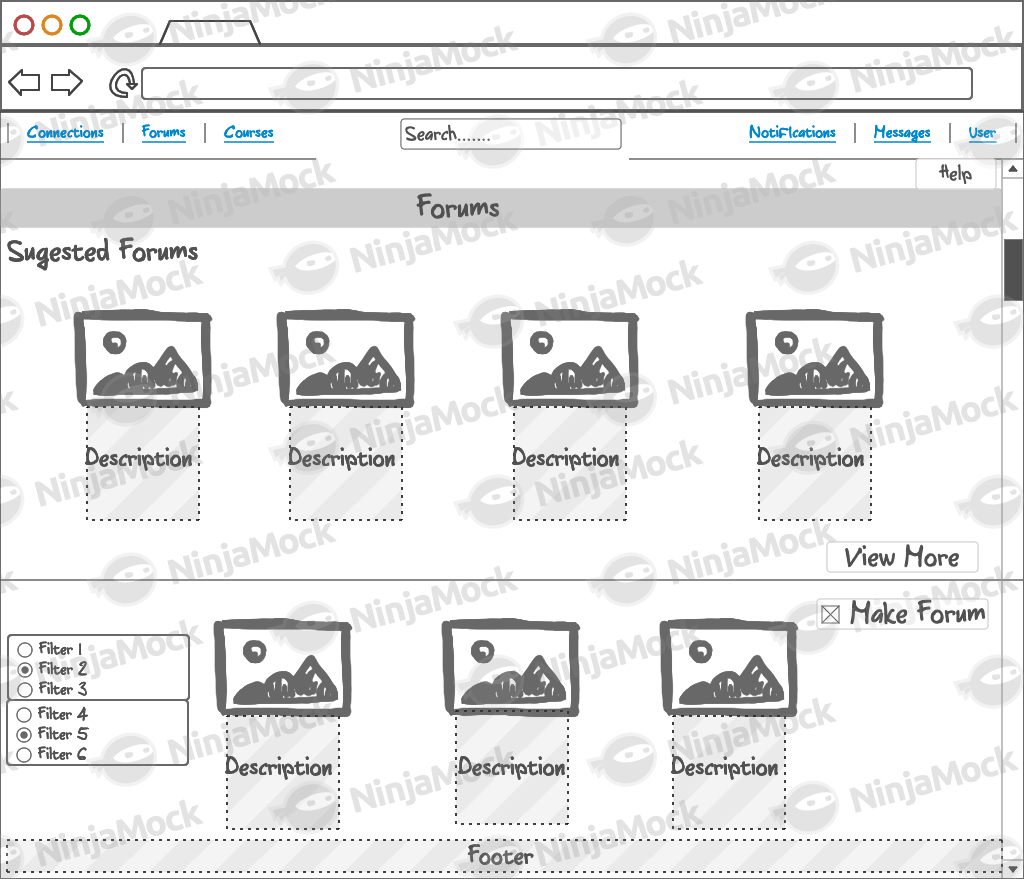 Connections Forums Courses Search....... Notifications Messages User
Help
Forums
Sugested Forums
Description Description Description Description
View More
Make Forum
Filter 1
Filter 2
Filter 3
Filter 4
Filter 5
Filter 6
Description Description Description
Footer
NinjaMock